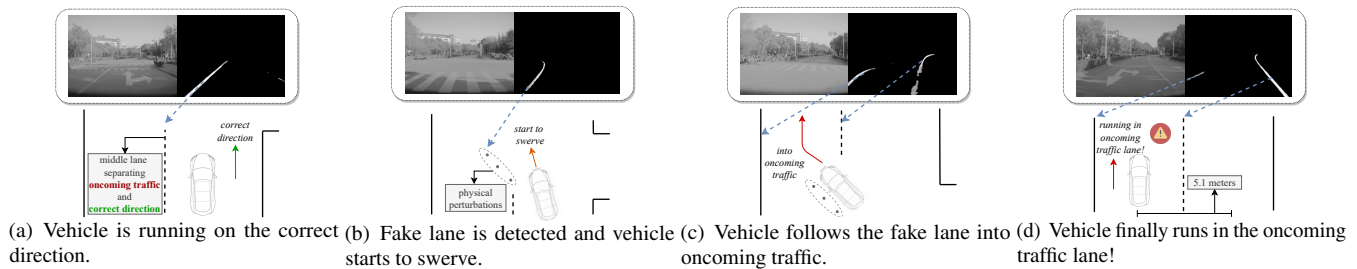 correct
direction
middle lane
separating
oncoming traffic
and
correct direction
(a) Vehicle is running on the correct
direction.
start to
swerve
physical
perturbations
(b) Fake lane is detected and vehicle
starts to swerve.
into
oncoming
traffic
(c) Vehicle follows the fake lane into
oncoming traffic.
running in
oncoming
traffic lane!
5.1 meters
(d) Vehicle finally runs in the oncoming
traffic lane!